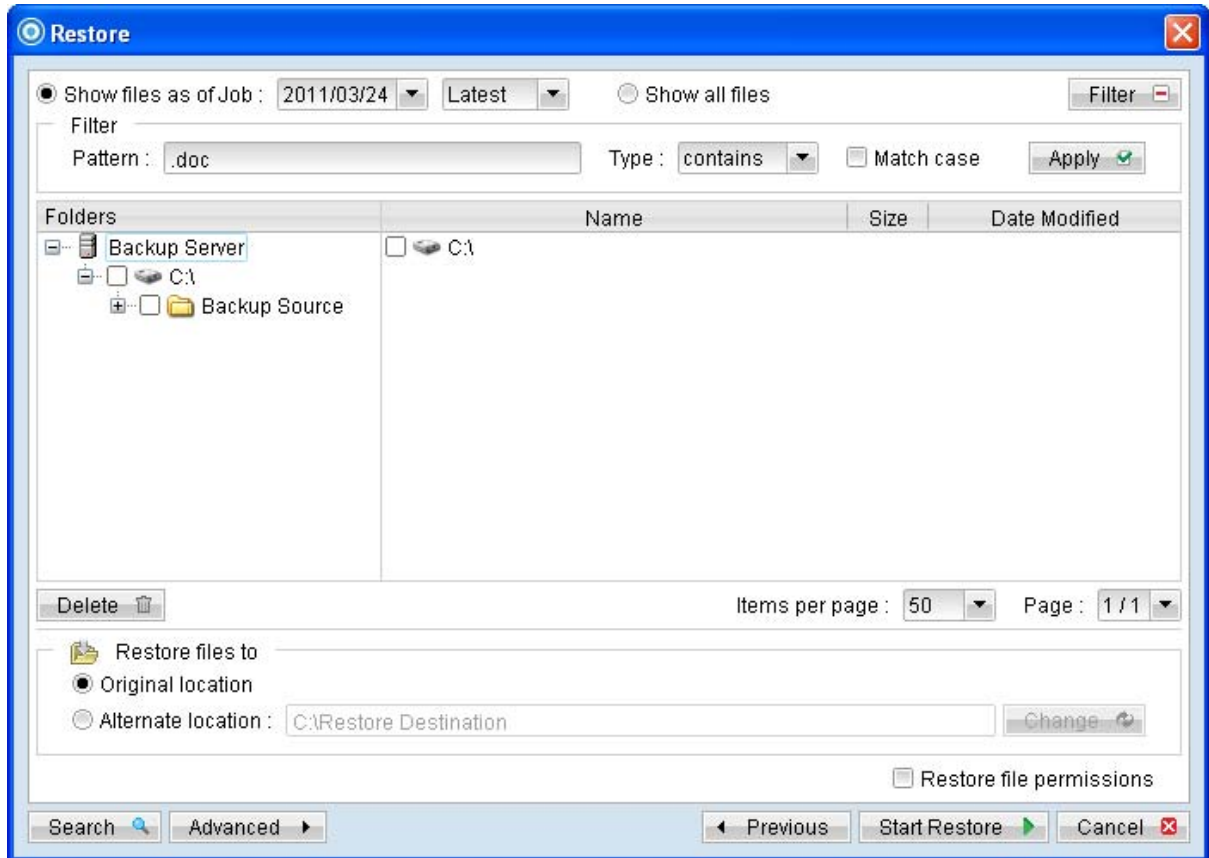 Restore
Show files as of Job : 2011/03/24 Latest Show all files Filter
Filter
Pattern : .doc Type : contains Match case Apply
Folders Name Size Date Modified
Backup Server C:\
C:\
Backup Source
Delete Items per page : 50 Page : 1 / 1
Restore files to
Original location
Alternate location : C:\Restore Destination Change
Restore file permissions
Search Advanced Previous Start Restore Cancel